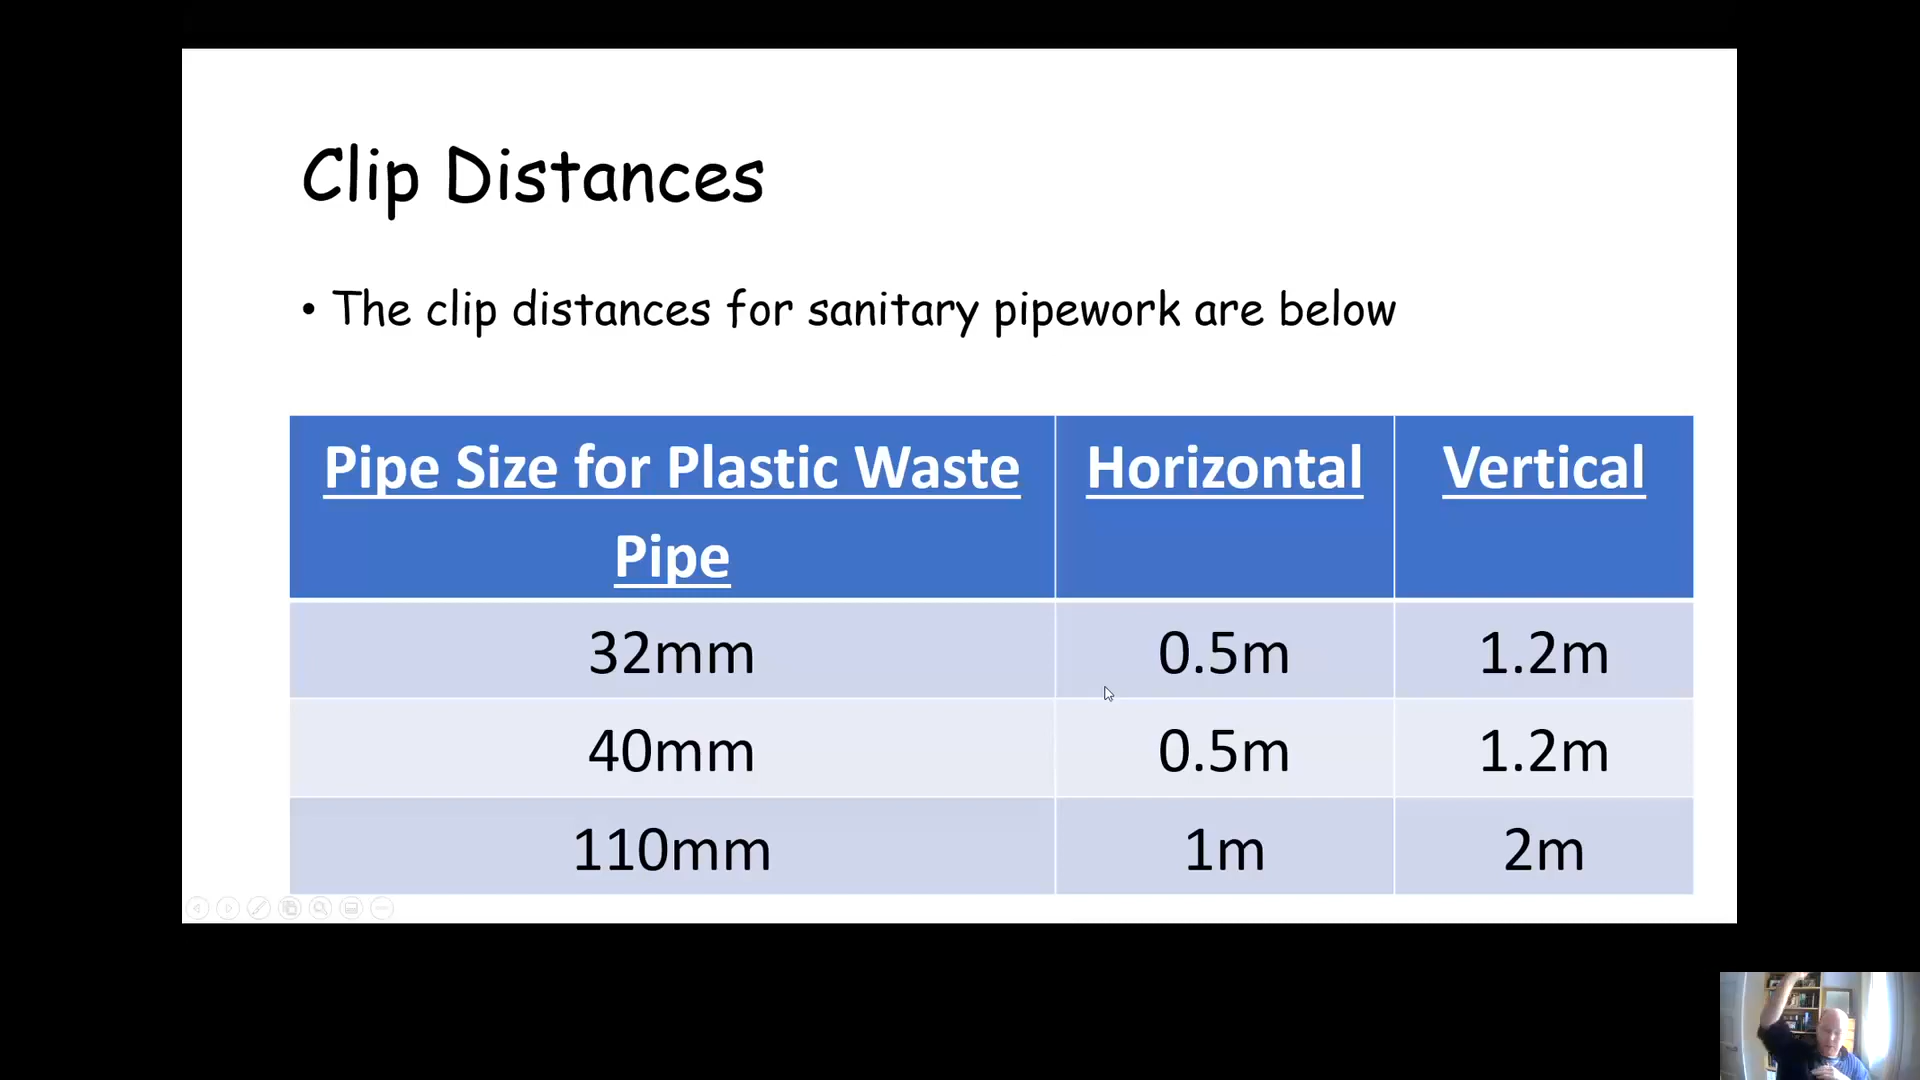 Clip Distances
• The clip distances for sanitary pipework are below
Pipe Size for Plastic Waste Pipe Horizontal Vertical
32mm 0.5m 1.2m
40mm 0.5m 1.2m
110mm 1m 2m